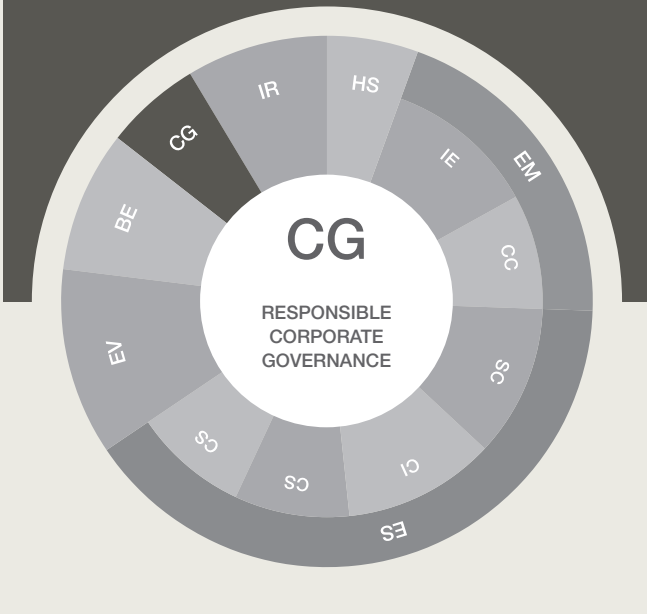 IR
HS
CG
IE
EM
BE
CG
CC
RESPONSIBLE
CORPORATE
GOVERNANCE
EV
SC
CS
CS
CI
ES